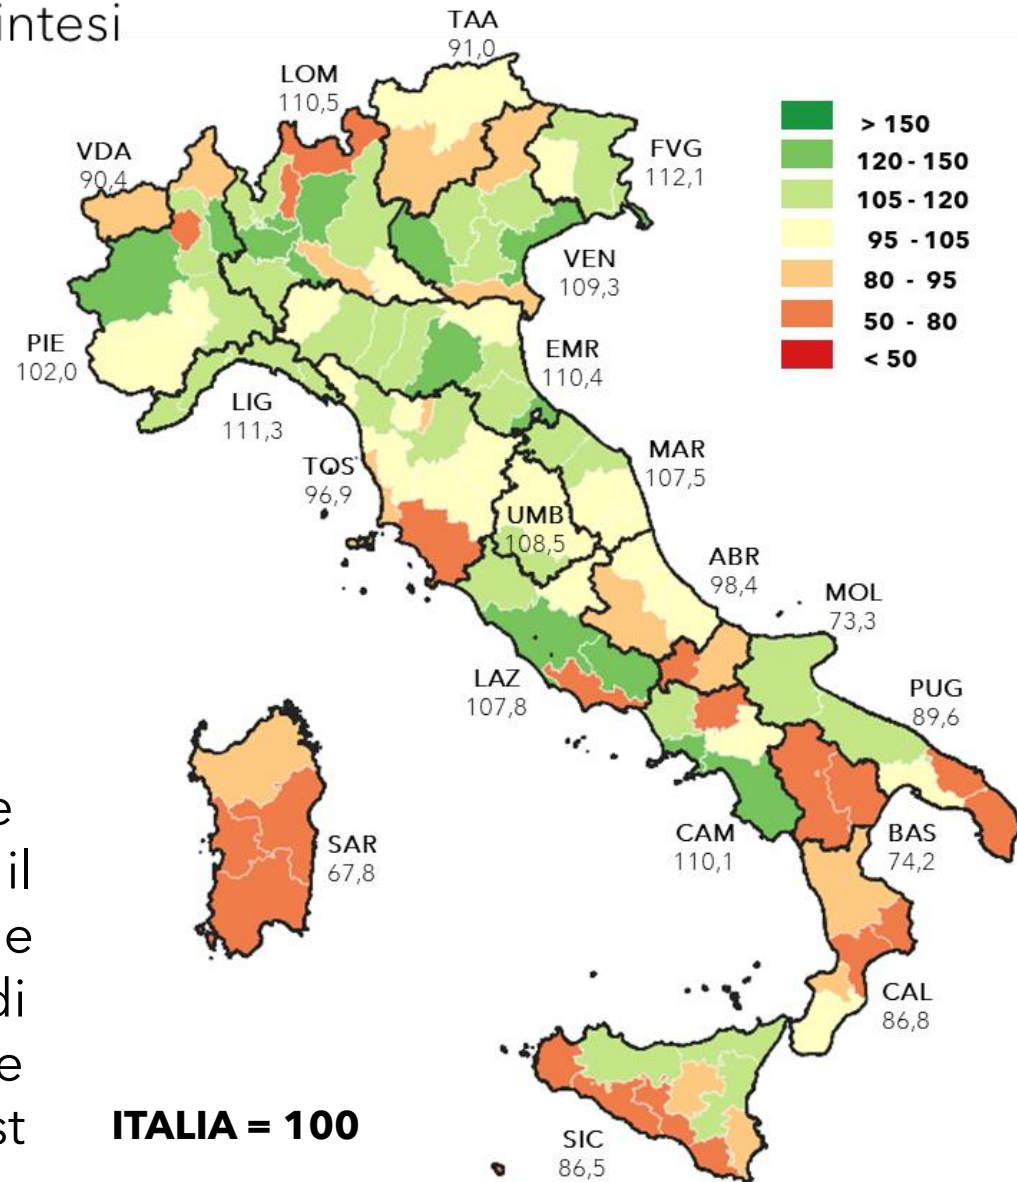 intesi
TAA
91,0
LOM
110,5
VDA
90,4
FVG
112,1
VEN
109,3
PIE
102,0
LIG
111,3
EMR
110,4
TOS
96,9
MAR
107,5
UMB
108,5
ABR
98,4
MOL
73,3
LAZ
107,8
PUG
89,6
CAM
110,1
BAS
74,2
SAR
67,8
CAL
86,8
SIC
86,5
> 150
120 - 150
105 - 120
95 - 105
80 - 95
50 - 80
< 50
e
il
e
di
e
st
ITALIA = 100